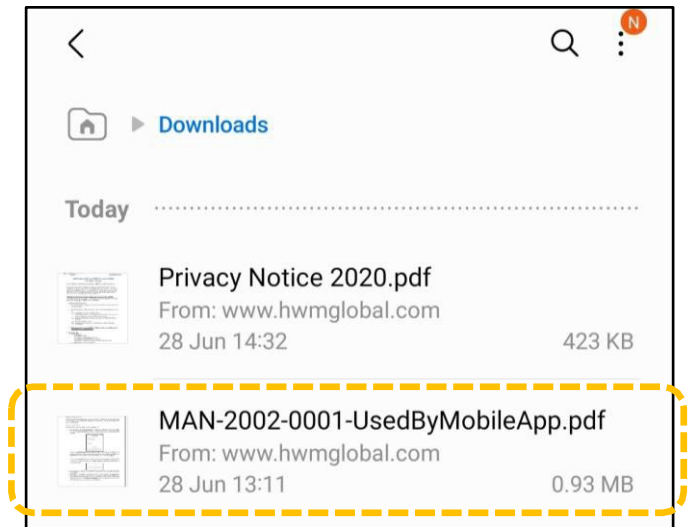 N
Downloads
Today
Privacy Notice 2020.pdf
From: www.hwmglobal.com
28 Jun 14:32 423 KB
MAN-2002-0001-UsedByMobileApp.pdf
From: www.hwmglobal.com
28 Jun 13:11 0.93 MB